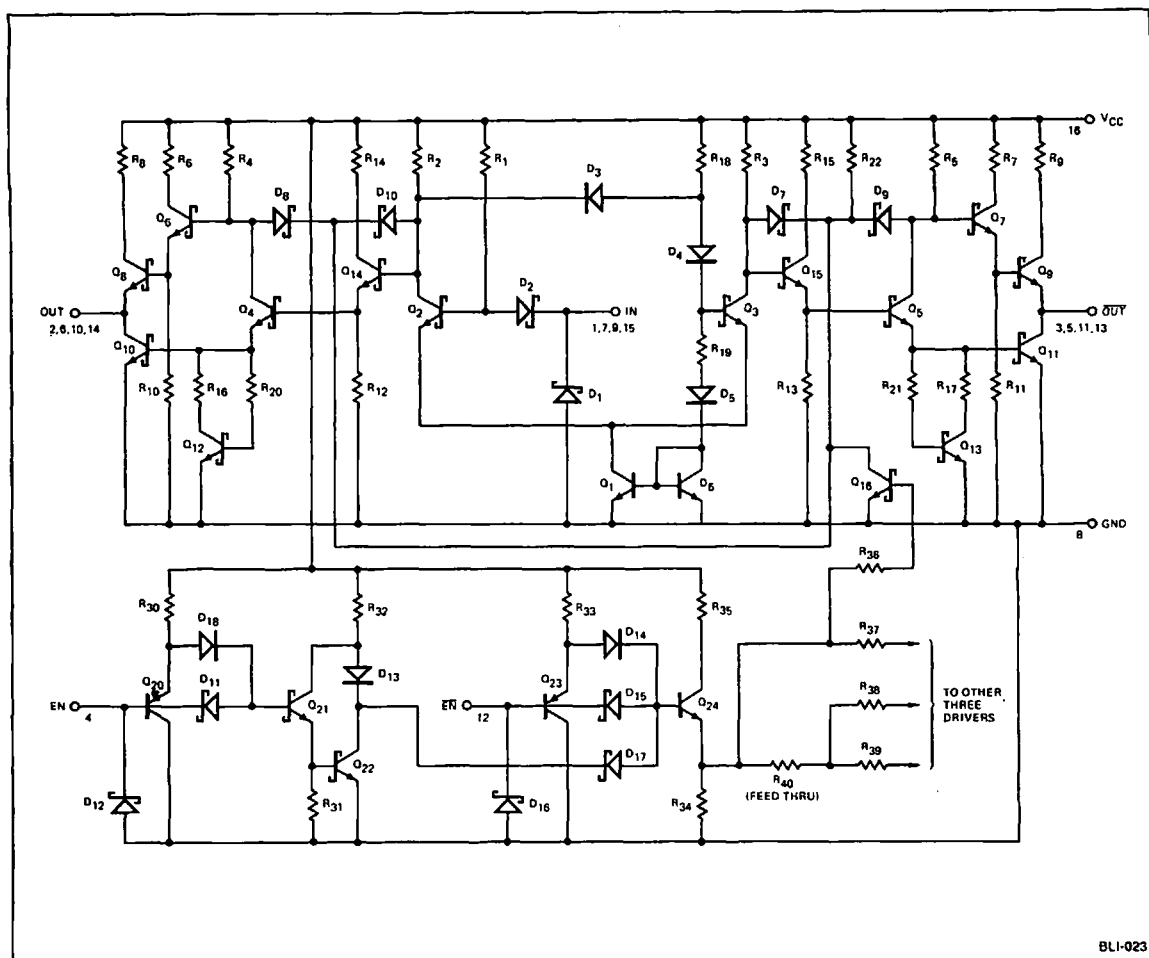 VCC
16
R8
R6
R4
R14
R2
R1
R18
R3
R15
R22
R5
R7
R9
D3
D8
D10
D7
D9
Q6
Q7
D4
Q8
Q14
D2
Q15
Q9
OUT
2,6,10,14
Q4
Q2
IN
1,7,9,15
Q3
Q5
OUT
3,5,11,13
Q10
R19
Q11
R10
R16
R20
R12
D1
D5
R13
R21
R17
R11
Q12
Q1
D6
Q16
Q13
GND
8
R36
R30
R32
R33
R35
D18
D14
R37
D13
Q20
D11
Q23
D15
R38
EN
4
Q21
EN
12
Q24
TO OTHER
THREE
DRIVERS
Q22
D17
R39
D12
R31
D16
R34
R40
(FEED THRU)
BLI-023